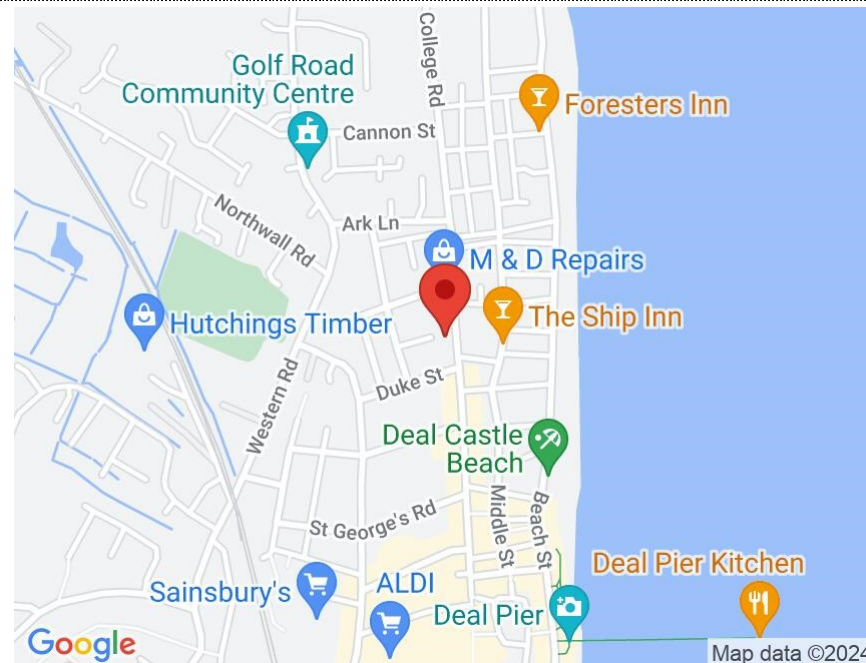 College Rd
Golf Road
Community Centre
Foresters Inn
Cannon St
Northwall Rd
Ark Ln
M & D Repairs
Hutchings Timber
The Ship Inn
Western Rd
Duke St
Deal Castle
Beach
St George's Rd
Middle St
Beach St
Sainsbury's
ALDI
Deal Pier Kitchen
Deal Pier
Google
Map data ©2024